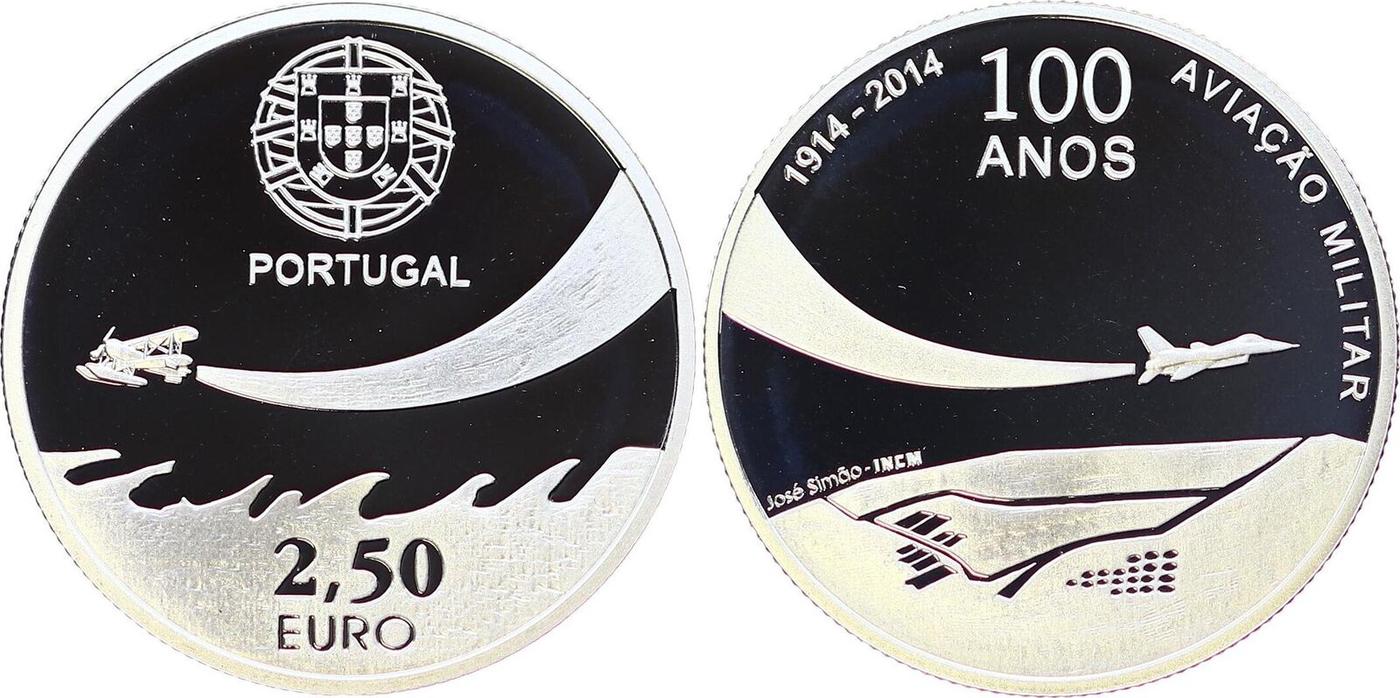 PORTUGAL
2,50
EURO
1914 - 2014
100
ANOS
AVIAÇÃO MILITAR
José Simão - INCM